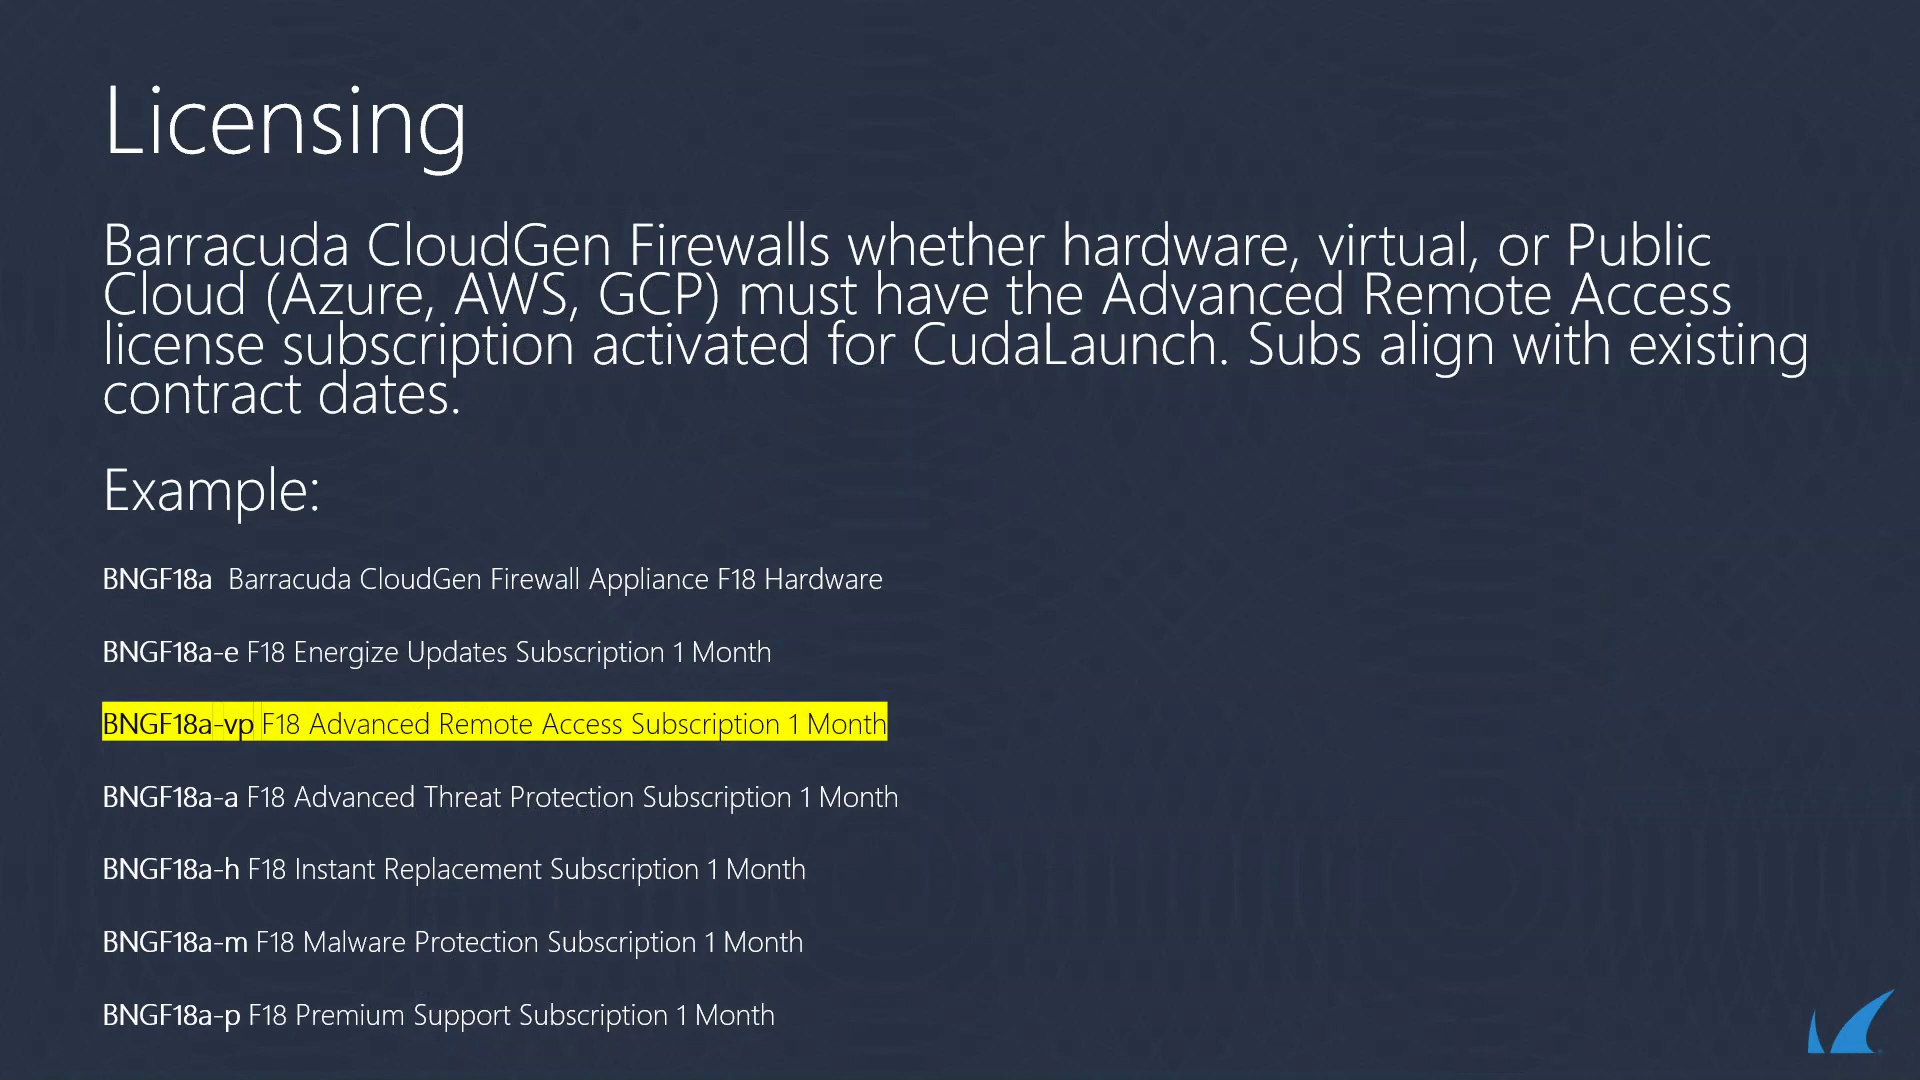 Licensing
Barracuda CloudGen Firewalls whether hardware, virtual, or Public
Cloud (Azure, AWS, GCP) must have the Advanced Remote Access
license subscription activated for CudaLaunch. Subs align with existing
contract dates.
Example:
BNGF18a  Barracuda CloudGen Firewall Appliance F18 Hardware
BNGF18a-e F18 Energize Updates Subscription 1 Month
BNGF18a-vp F18 Advanced Remote Access Subscription 1 Month
BNGF18a-a F18 Advanced Threat Protection Subscription 1 Month
BNGF18a-h F18 Instant Replacement Subscription 1 Month
BNGF18a-m F18 Malware Protection Subscription 1 Month
BNGF18a-p F18 Premium Support Subscription 1 Month